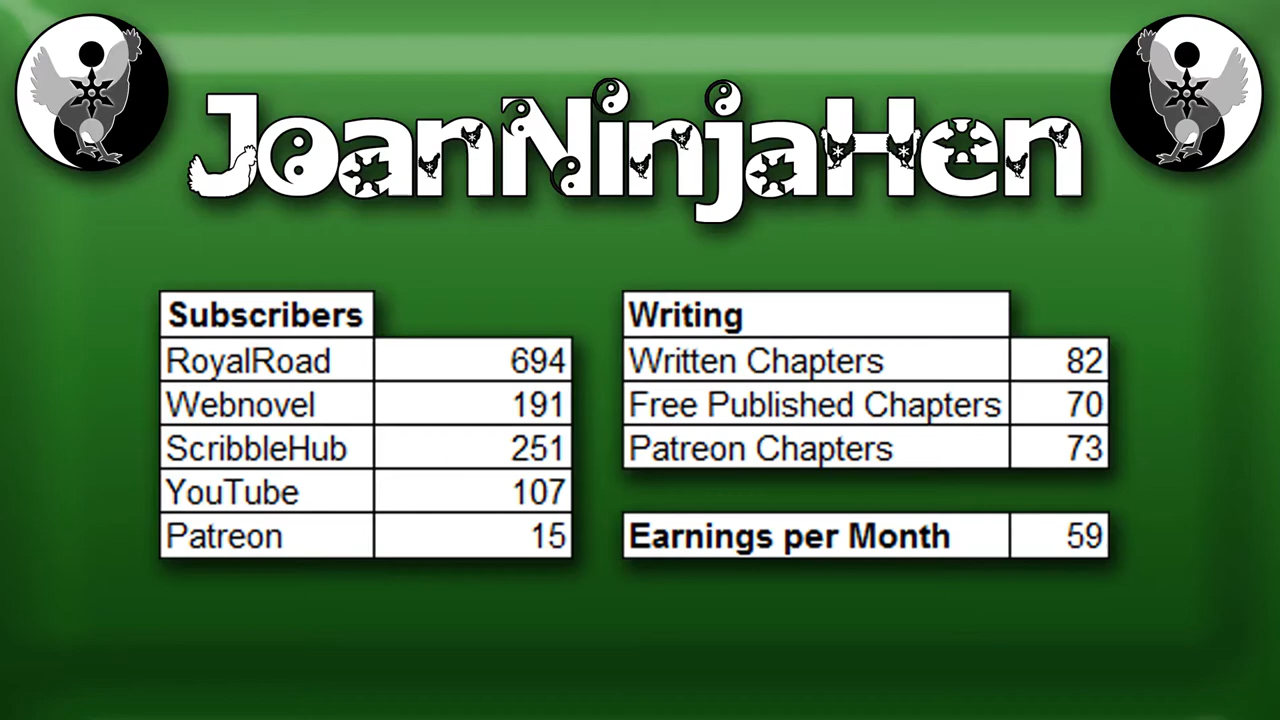 JoanNinjaHen
Subscribers
RoyalRoad 694
Webnovel 191
ScribbleHub 251
YouTube 107
Patreon 15
Writing
Written Chapters 82
Free Published Chapters 70
Patreon Chapters 73
Earnings per Month 59